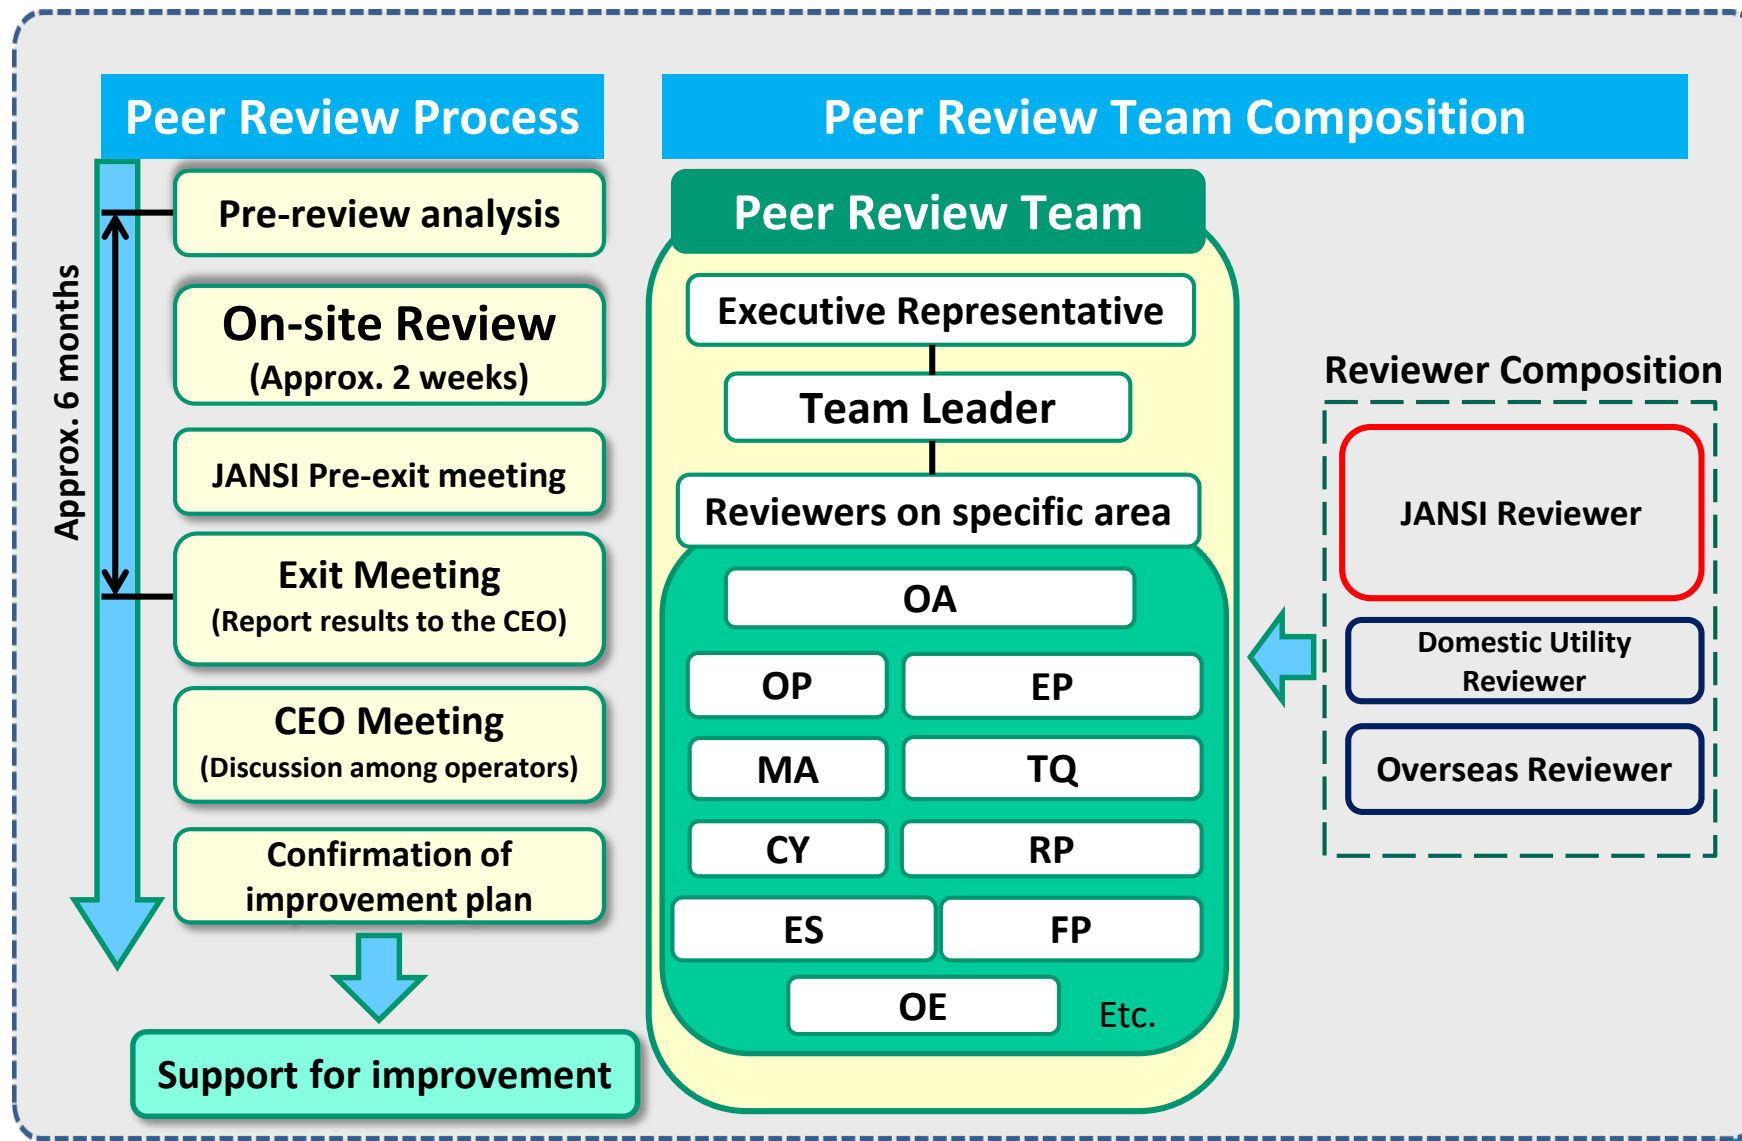 Peer Review Process
Approx. 6 months
Pre-review analysis
On-site Review
(Approx. 2 weeks)
JANSI Pre-exit meeting
Exit Meeting
(Report results to the CEO)
CEO Meeting
(Discussion among operators)
Confirmation of
improvement plan
Support for improvement
Peer Review Team Composition
Peer Review Team
Executive Representative
Team Leader
Reviewers on specific area
OA
OP
EP
MA
TQ
CY
RP
ES
FP
OE
Etc.
Reviewer Composition
JANSI Reviewer
Domestic Utility
Reviewer
Overseas Reviewer